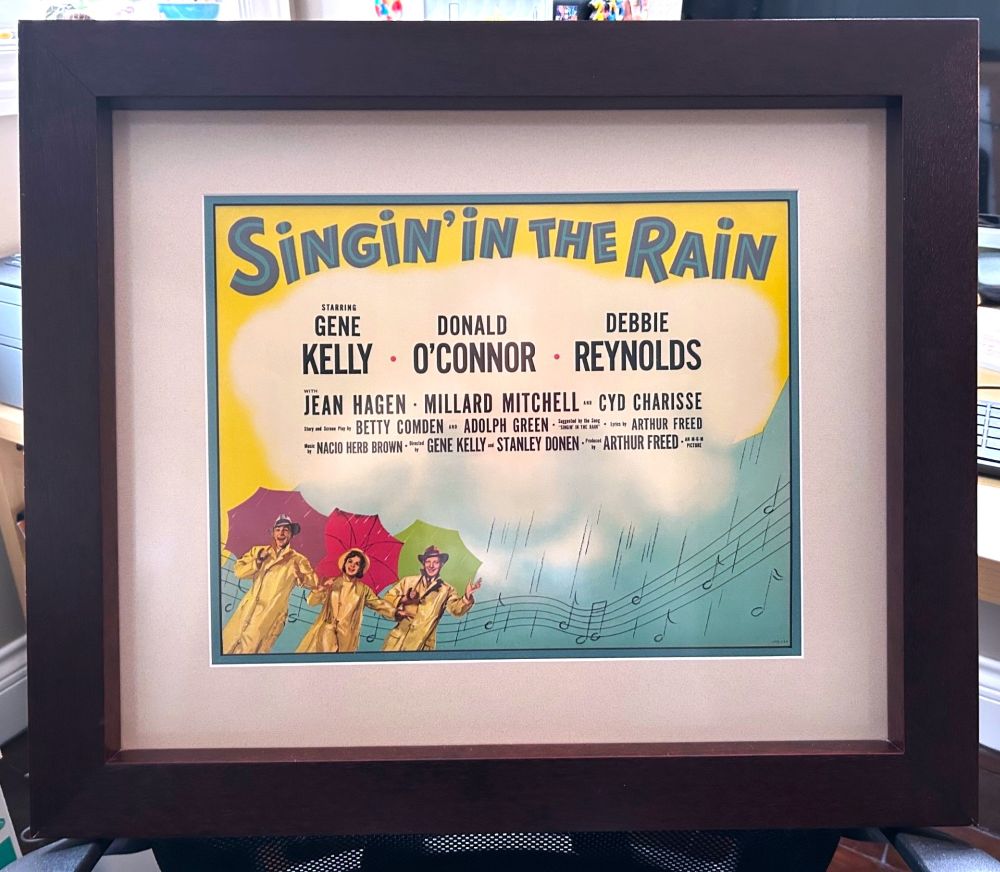 SINGIN' IN THE RAIN
STARRING
GENE KELLY • DONALD O'CONNOR • DEBBIE REYNOLDS
WITH
JEAN HAGEN • MILLARD MITCHELL AND CYD CHARISSE
Story and Screen Play by BETTY COMDEN AND ADOLPH GREEN • Suggested by the Song "SINGIN' IN THE RAIN" • Lyrics by ARTHUR FREED
Music by NACIO HERB BROWN • Directed by GENE KELLY and STANLEY DONEN • Produced by ARTHUR FREED • AN M-G-M PICTURE